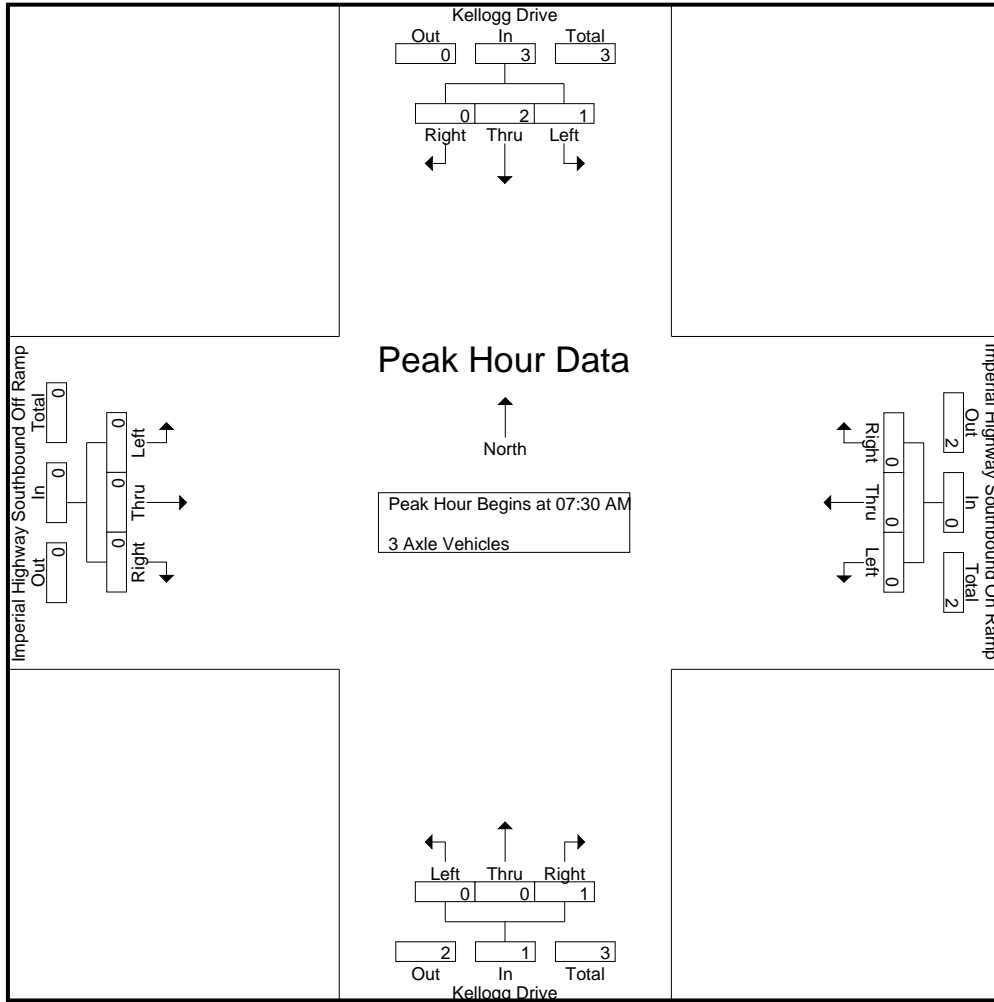 Kellogg Drive
Out In Total
0 3 3
0 2 1
Right Thru Left
Peak Hour Data
North
Peak Hour Begins at 07:30 AM
3 Axle Vehicles
Imperial Highway Southbound Off Ramp
Total In Out
0 0 0
0 0 0
Left Thru Right
Imperial Highway Southbound On Ramp
Out In Total
2 0 2
0 0 0
Right Thru Left
Left Thru Right
0 0 1
2 1 3
Out In Total
Kellogg Drive